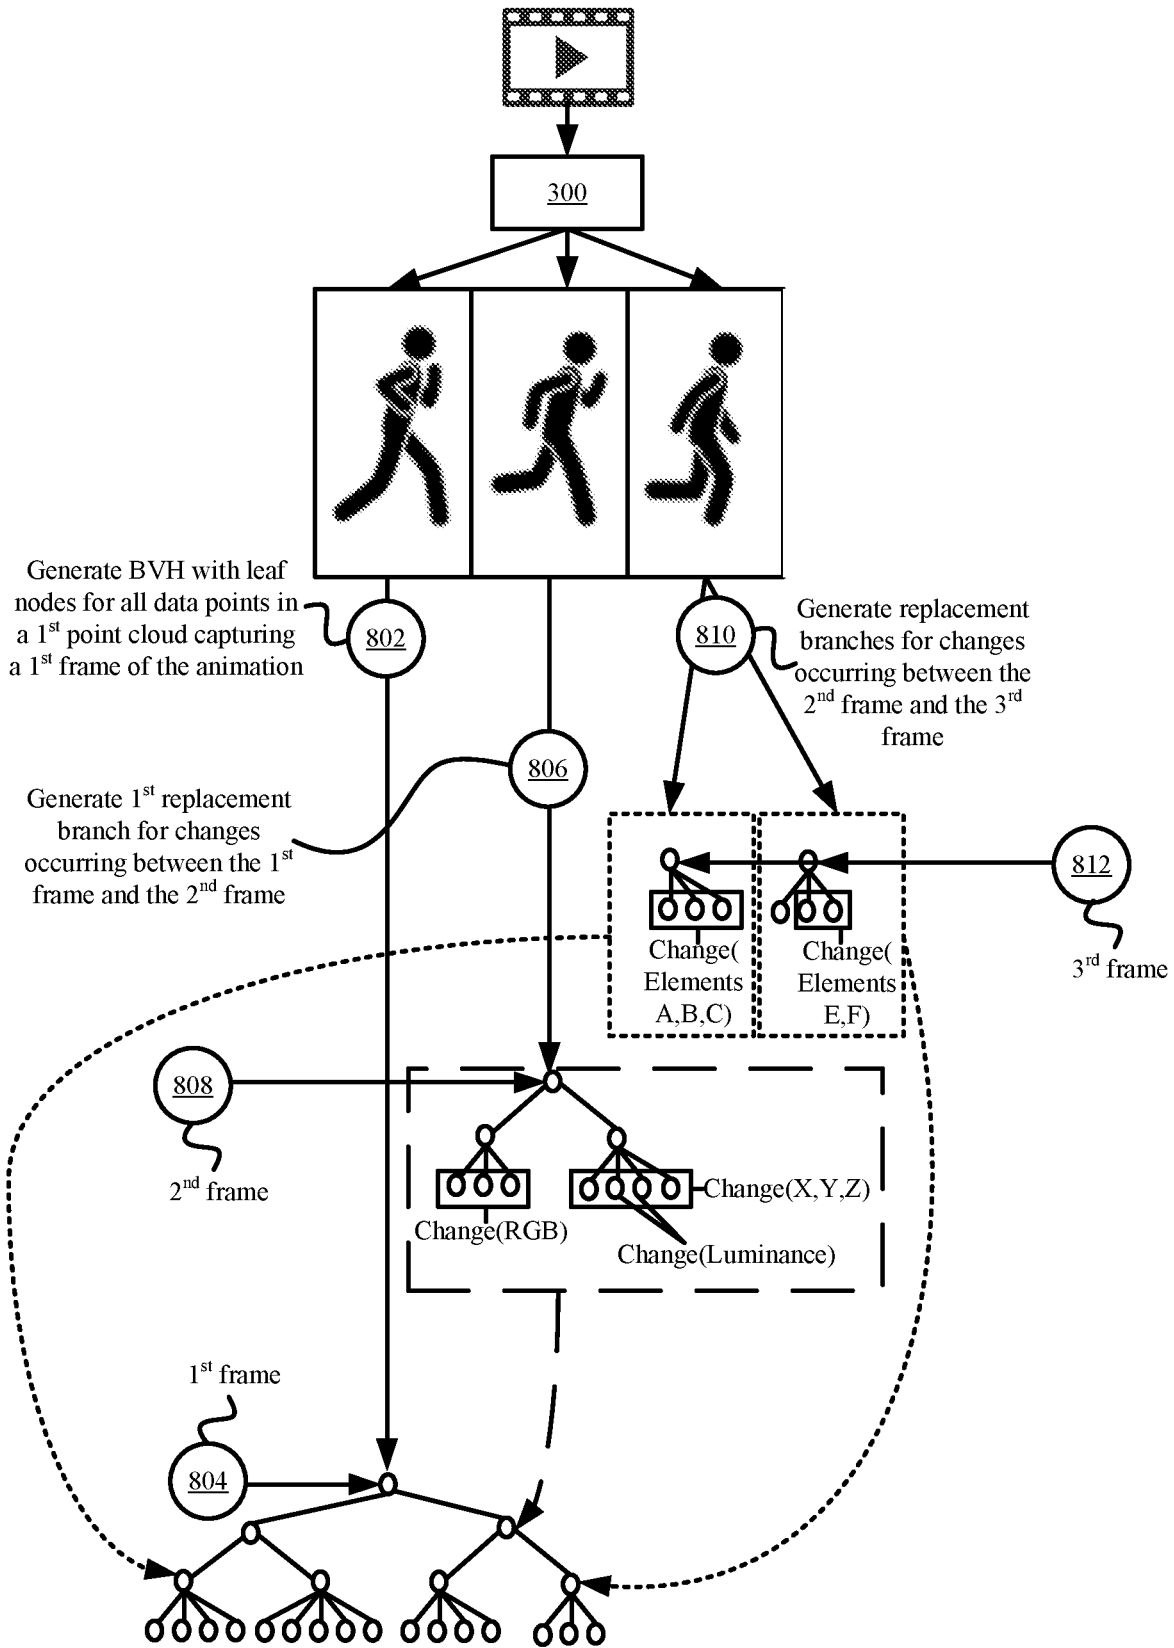 300
Generate BVH with leaf
nodes for all data points in
a 1st point cloud capturing
a 1st frame of the animation
802
810
Generate replacement
branches for changes
occurring between the
2nd frame and the 3rd
frame
806
Generate 1st replacement
branch for changes
occurring between the 1st
frame and the 2nd frame
812
3rd frame
Change(
Elements
A,B,C)
Change(
Elements
E,F)
808
2nd frame
Change(X,Y,Z)
Change(RGB)
Change(Luminance)
1st frame
804